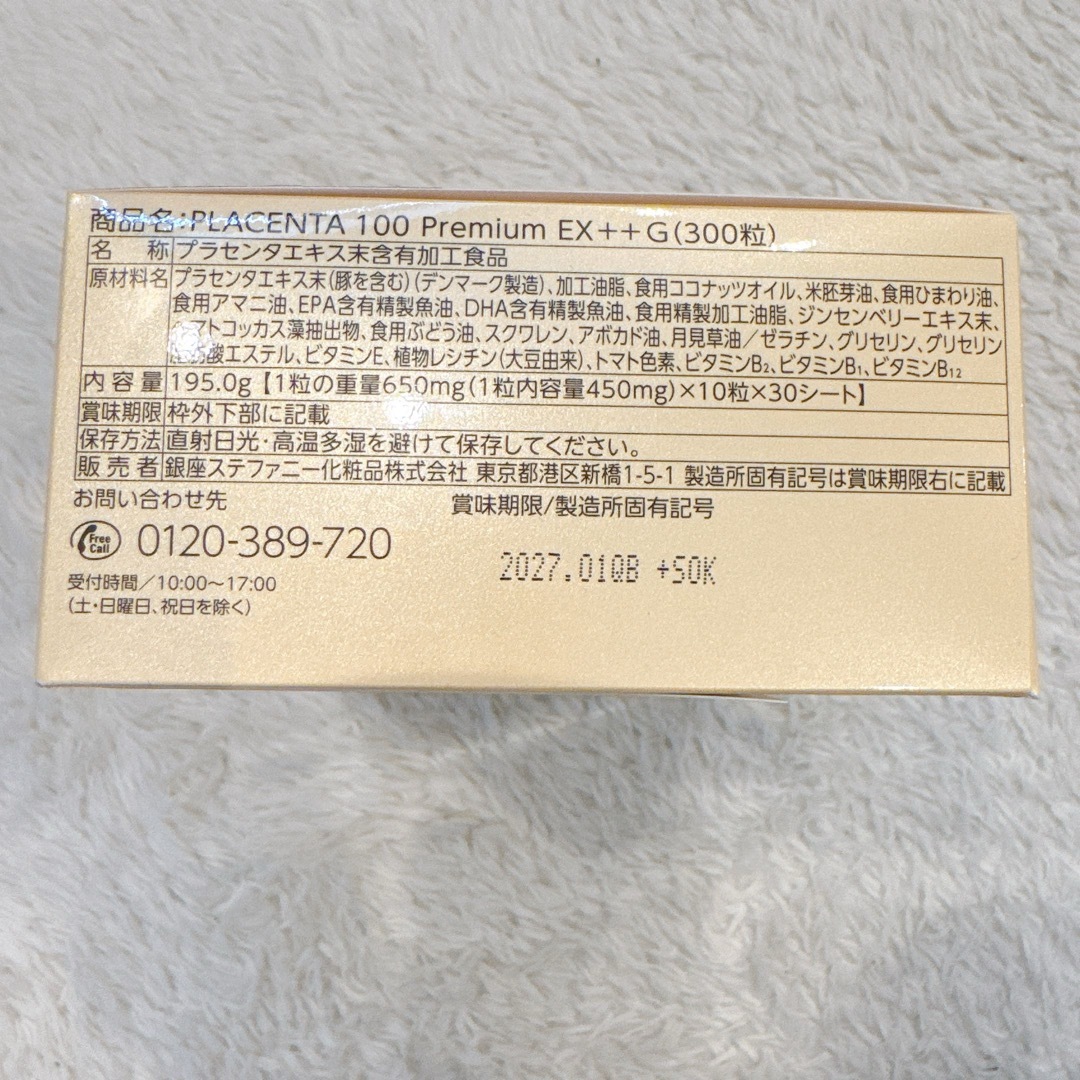 商品名:PLACENTA 100 Premium EX++G(300粒)
名 称 プラセンタエキス末含有加工食品
原材料名 プラセンタエキス末(豚を含む)(デンマーク製造)、加工油脂、食用ココナッツオイル、米胚芽油、食用ひまわり油、
食用アマニ油、EPA含有精製魚油、DHA含有精製魚油、食用精製加工油脂、ジンセンベリーエキス末、
マトコッカス藻抽出物、食用ぶどう油、スクワレン、アボカド油、月見草油/ゼラチン、グリセリン、グリセリン
脂肪酸エステル、ビタミンE、植物レシチン(大豆由来)、トマト色素、ビタミンB2、ビタミンB1、ビタミンB12
内容量 195.0g【1粒の重量650mg(1粒内容量450mg)×10粒×30シート】
賞味期限 枠外下部に記載
保存方法 直射日光・高温多湿を避けて保存してください。
販売者 銀座ステファニー化粧品株式会社 東京都港区新橋1-5-1 製造所固有記号は賞味期限右に記載
お問い合わせ先
賞味期限/製造所固有記号
Free Call 0120-389-720
2027.01QB +SOK
受付時間/10:00~17:00
(土・日曜日、祝日を除く)